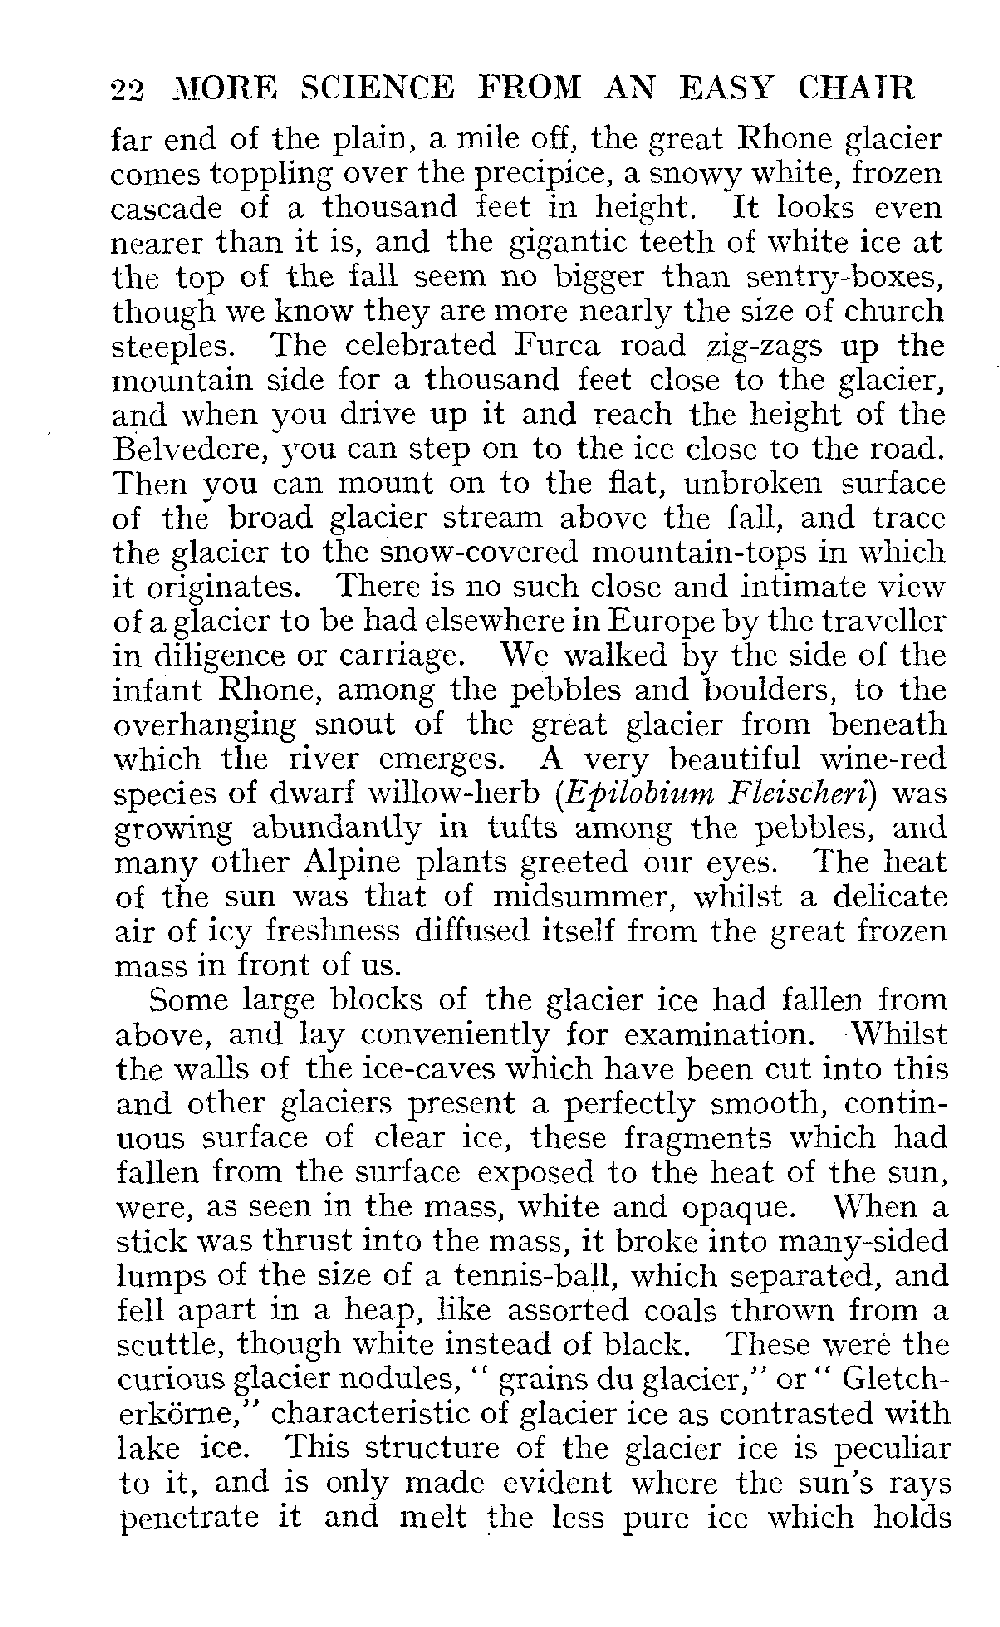 22 MORE SCIENCE FROM AN EASY CHAIR
far end of the plain, a mile off, the great Rhone glacier
comes toppling over the precipice, a snowy white, frozen
cascade of a thousand feet in height. It looks even
nearer than it is, and the gigantic teeth of white ice at
the top of the fall seem no bigger than sentry-boxes,
though we know they are more nearly the size of church
steeples. The celebrated Furca road zig-zags up the
mountain side for a thousand feet close to the glacier,
and when you drive up it and reach the height of the
Belvedere, you can step on to the ice close to the road.
Then you can mount on to the flat, unbroken surface
of the broad glacier stream above the fall, and trace
the glacier to the snow-covered mountain-tops in which
it originates. There is no such close and intimate view
of a glacier to be had elsewhere in Europe by the traveller
in diligence or carriage. We walked by the side of the
infant Rhone, among the pebbles and boulders, to the
overhanging snout of the great glacier from beneath
which the river emerges. A very beautiful wine-red
species of dwarf willow-herb (Epilobium Fleischeri) was
growing abundantly in tufts among the pebbles, and
many other Alpine plants greeted our eyes. The heat
of the sun was that of midsummer, whilst a delicate
air of icy freshness diffused itself from the great frozen
mass in front of us.
Some large blocks of the glacier ice had fallen from
above, and lay conveniently for examination. Whilst
the walls of the ice-caves which have been cut into this
and other glaciers present a perfectly smooth, contin-
uous surface of clear ice, these fragments which had
fallen from the surface exposed to the heat of the sun,
were, as seen in the mass, white and opaque. When a
stick was thrust into the mass, it broke into many-sided
lumps of the size of a tennis-ball, which separated, and
fell apart in a heap, like assorted coals thrown from a
scuttle, though white instead of black. These were the
curious glacier nodules, "grains du glacier," or "Gletch-
erkörne," characteristic of glacier ice as contrasted with
lake ice. This structure of the glacier ice is peculiar
to it, and is only made evident where the sun's rays
penetrate it and melt the less pure ice which holds